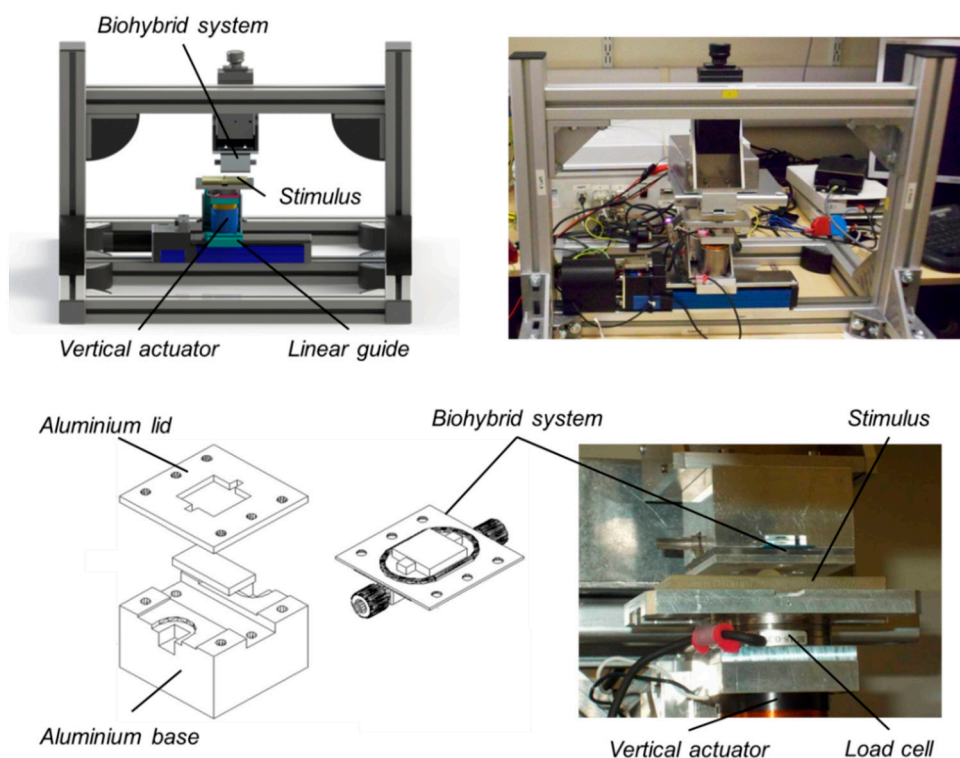 Biohybrid system
Stimulus
Vertical actuator
Linear guide
Aluminium lid
Biohybrid system
Stimulus
Aluminium base
Vertical actuator
Load cell